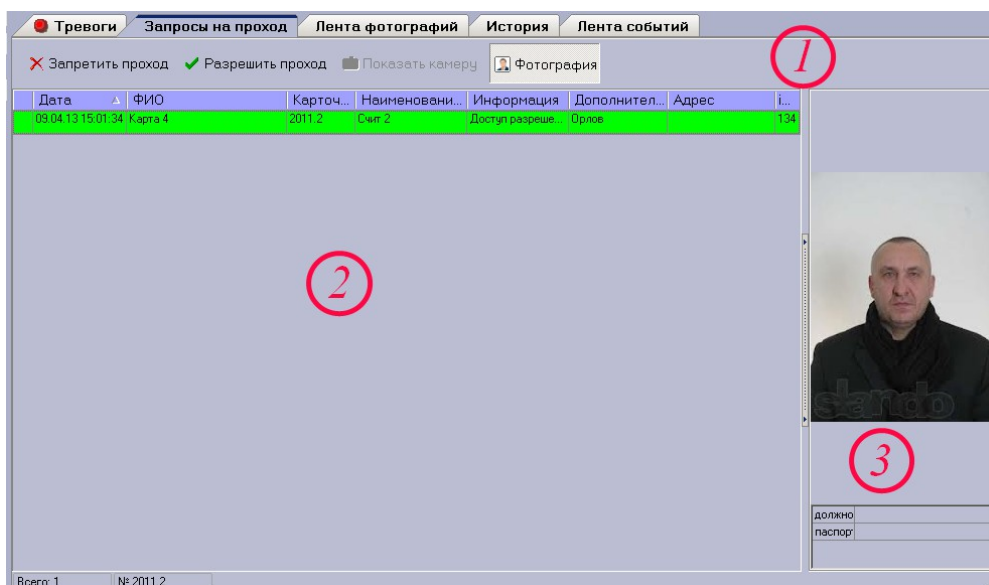 Тревоги Запросы на проход Лента фотографий История Лента событий
1
Запретить проход Разрешить проход Показать камеру Фотография
Дата ФИО Карточ... Наименовани... Информация Дополнител... Адрес i...
09.04.13 15:01:34 Карта 4 2011.2 Счит 2 Доступ разреше... Орлов 134
2
slando
3
должно
паспор
Всего: 1 № 2011.2